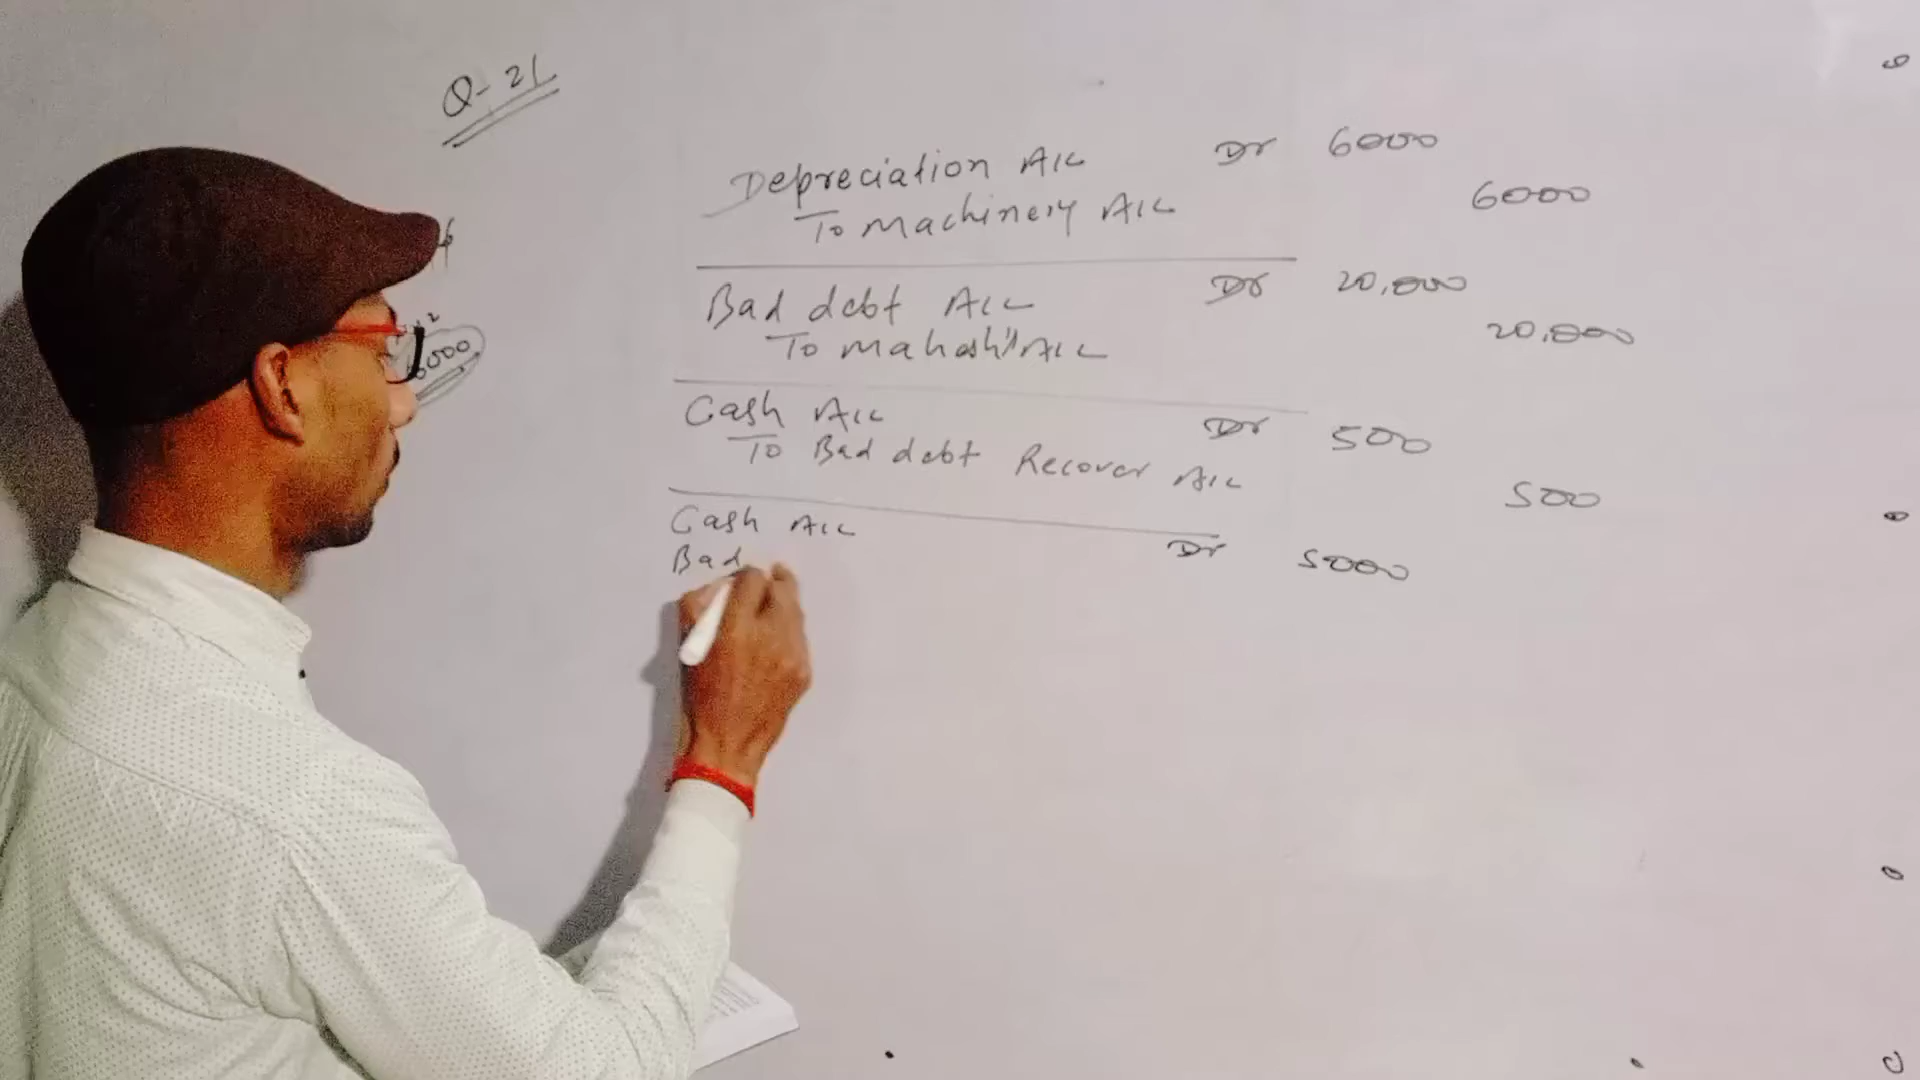 Q-21
Depreciation A/c Dr 6000
To Machinery A/c 6000
Bad debt A/c Dr 20,000
To Mahashi A/c 20,000
Cash A/c Dr 500
To Bad debt Recover A/c 500
Cash A/c Dr 5000
Bad